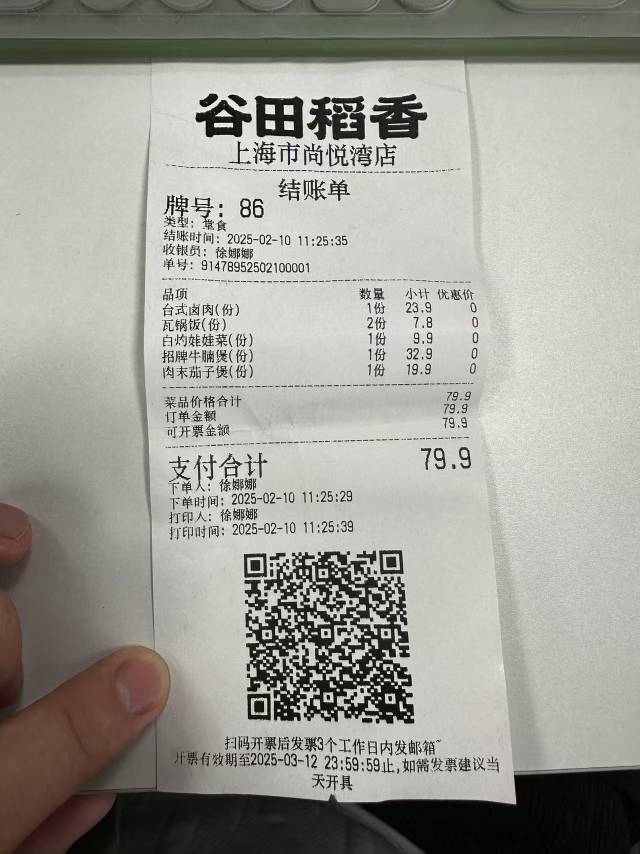 谷田稻香
上海市尚悦湾店
结账单
牌号: 86
类型: 堂食
结账时间: 2025-02-10 11:25:35
收银员: 徐娜娜
单号: 91478952502100001
品项 数量 小计 优惠价
台式卤肉(份) 1份 23.9 0
瓦锅饭(份) 2份 7.8 0
白灼娃娃菜(份) 1份 9.9 0
招牌牛腩煲(份) 1份 32.9 0
肉末茄子煲(份) 1份 19.9 0
菜品价格合计 79.9
订单金额 79.9
可开票金额 79.9
支付合计 79.9
下单人: 徐娜娜
下单时间: 2025-02-10 11:25:29
打印人: 徐娜娜
打印时间: 2025-02-10 11:25:39
扫码开票后发票3个工作日内发邮箱~
开票有效期至2025-03-12 23:59:59止,如需发票建议当
天开具